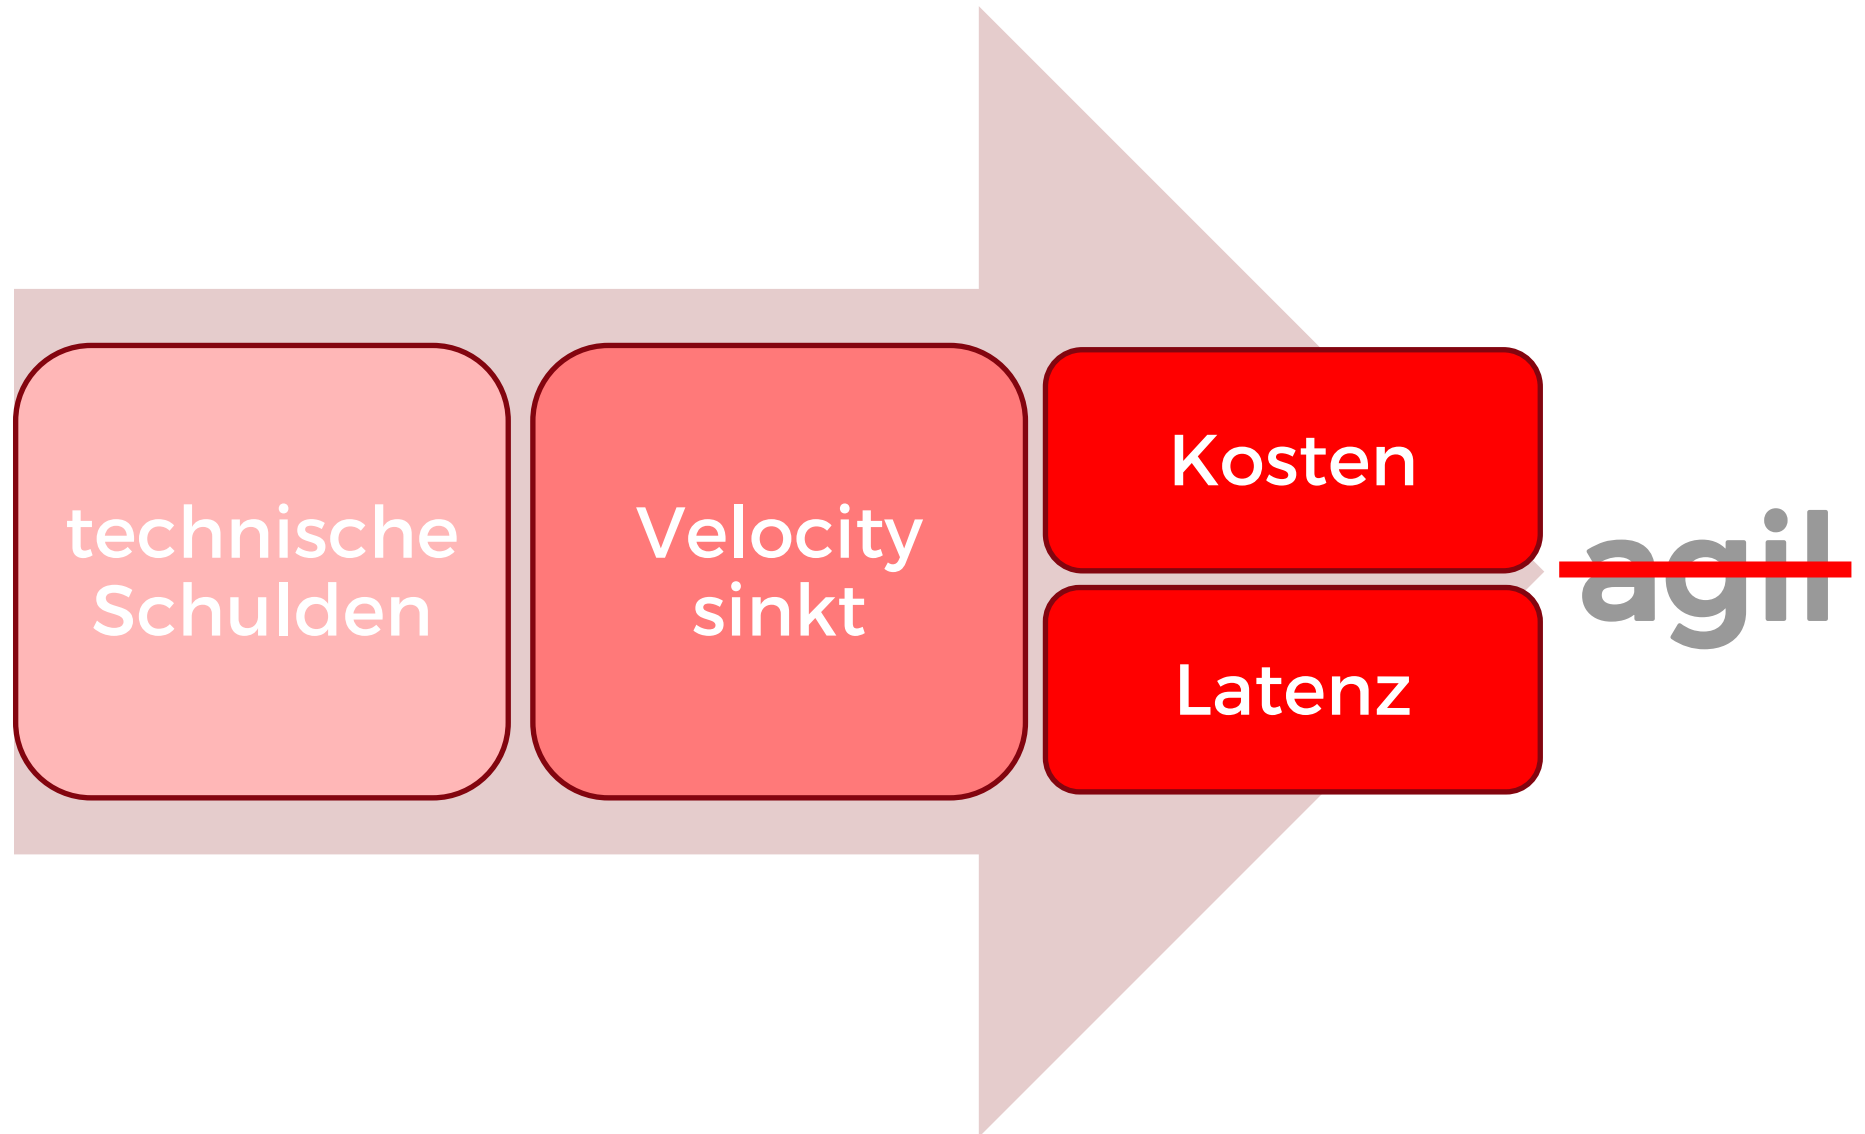 technische
Schulden
Velocity
sinkt
Kosten
Latenz
agil